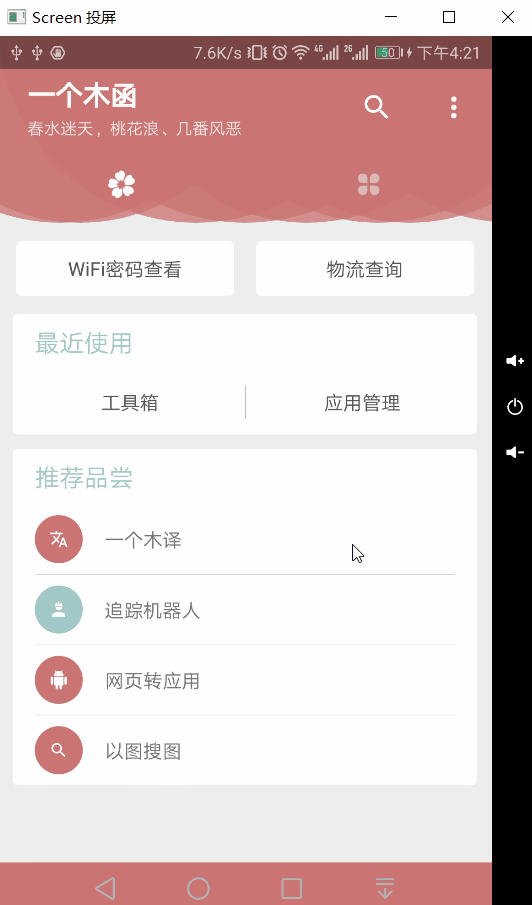 Screen 投屏
7.6K/s 4G 2G 50 下午4:21
一个木函
春水迷天，桃花浪、几番风恶
WiFi密码查看
物流查询
最近使用
工具箱
应用管理
推荐品尝
一个木译
追踪机器人
网页转应用
以图搜图